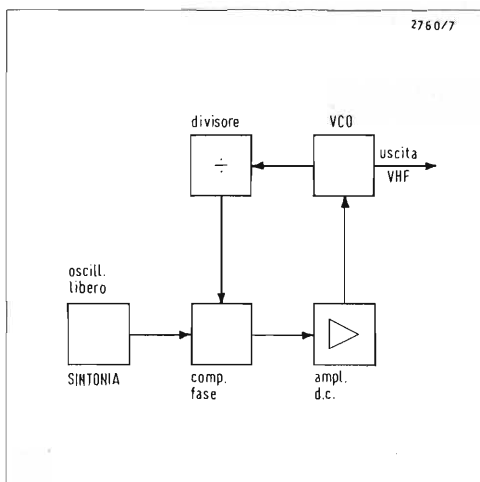 2760/7
divisore
VCO
÷
uscita
VHF
oscill.
libero
SINTONIA
comp.
fase
ampl.
d.c.